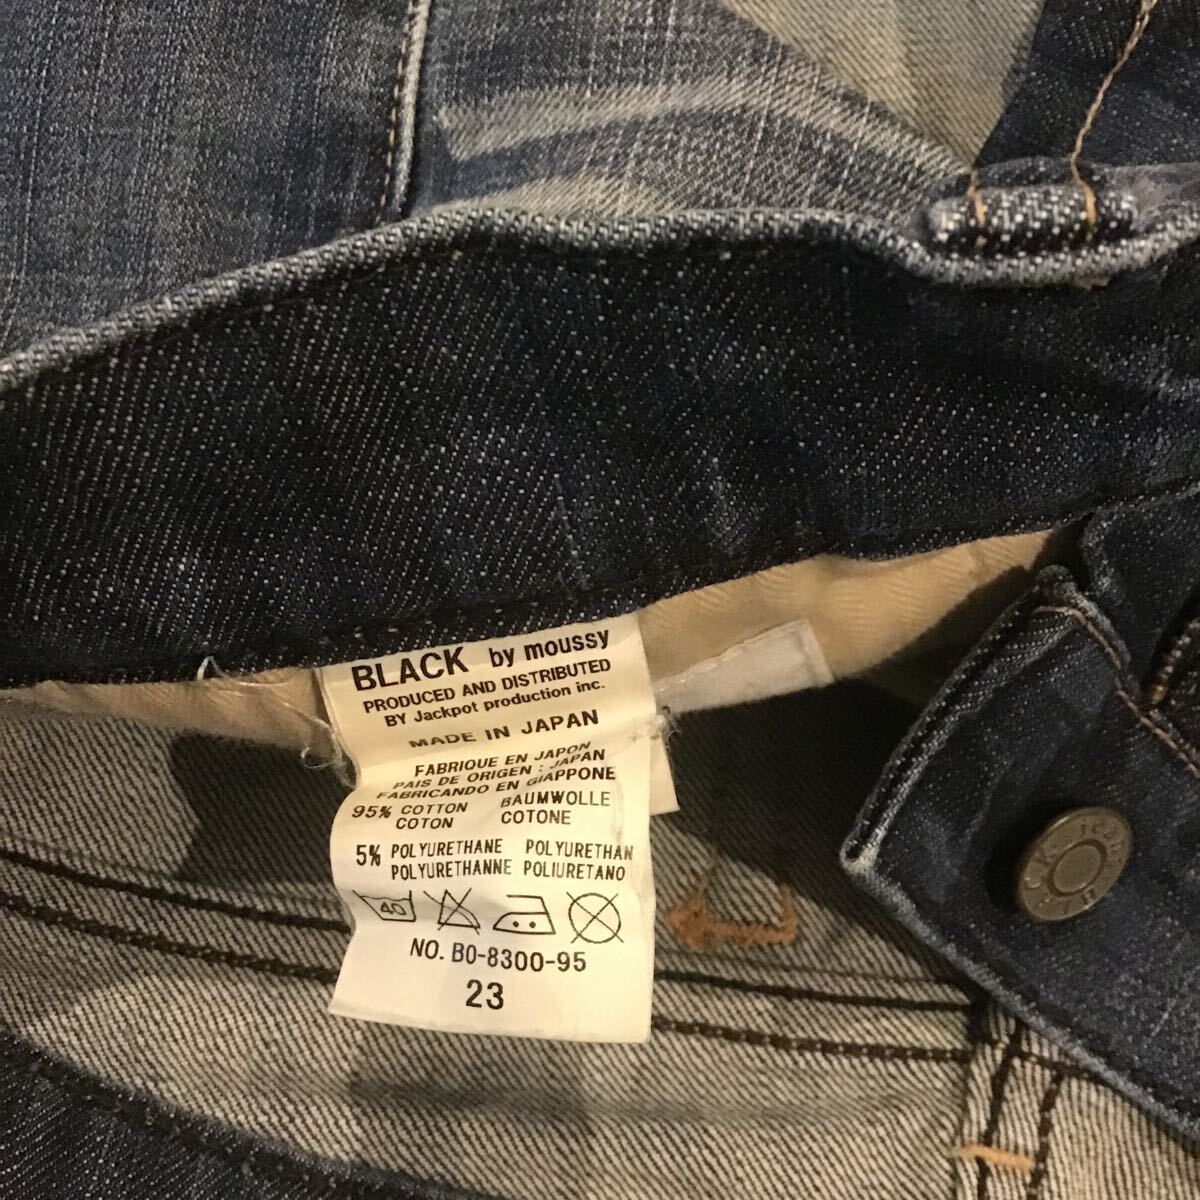 BLACK by moussy
PRODUCED AND DISTRIBUTED
BY Jackpot production inc.
MADE IN JAPAN
FABRIQUE EN JAPON
PAIS DE ORIGEN : JAPAN
FABRICANDO EN GIAPPONE
95% COTTON BAUMWOLLE
COTON COTONE
5% POLYURETHANE POLYURETHAN
POLYURETHANNE POLIURETANO
40
NO. B0-8300-95
23